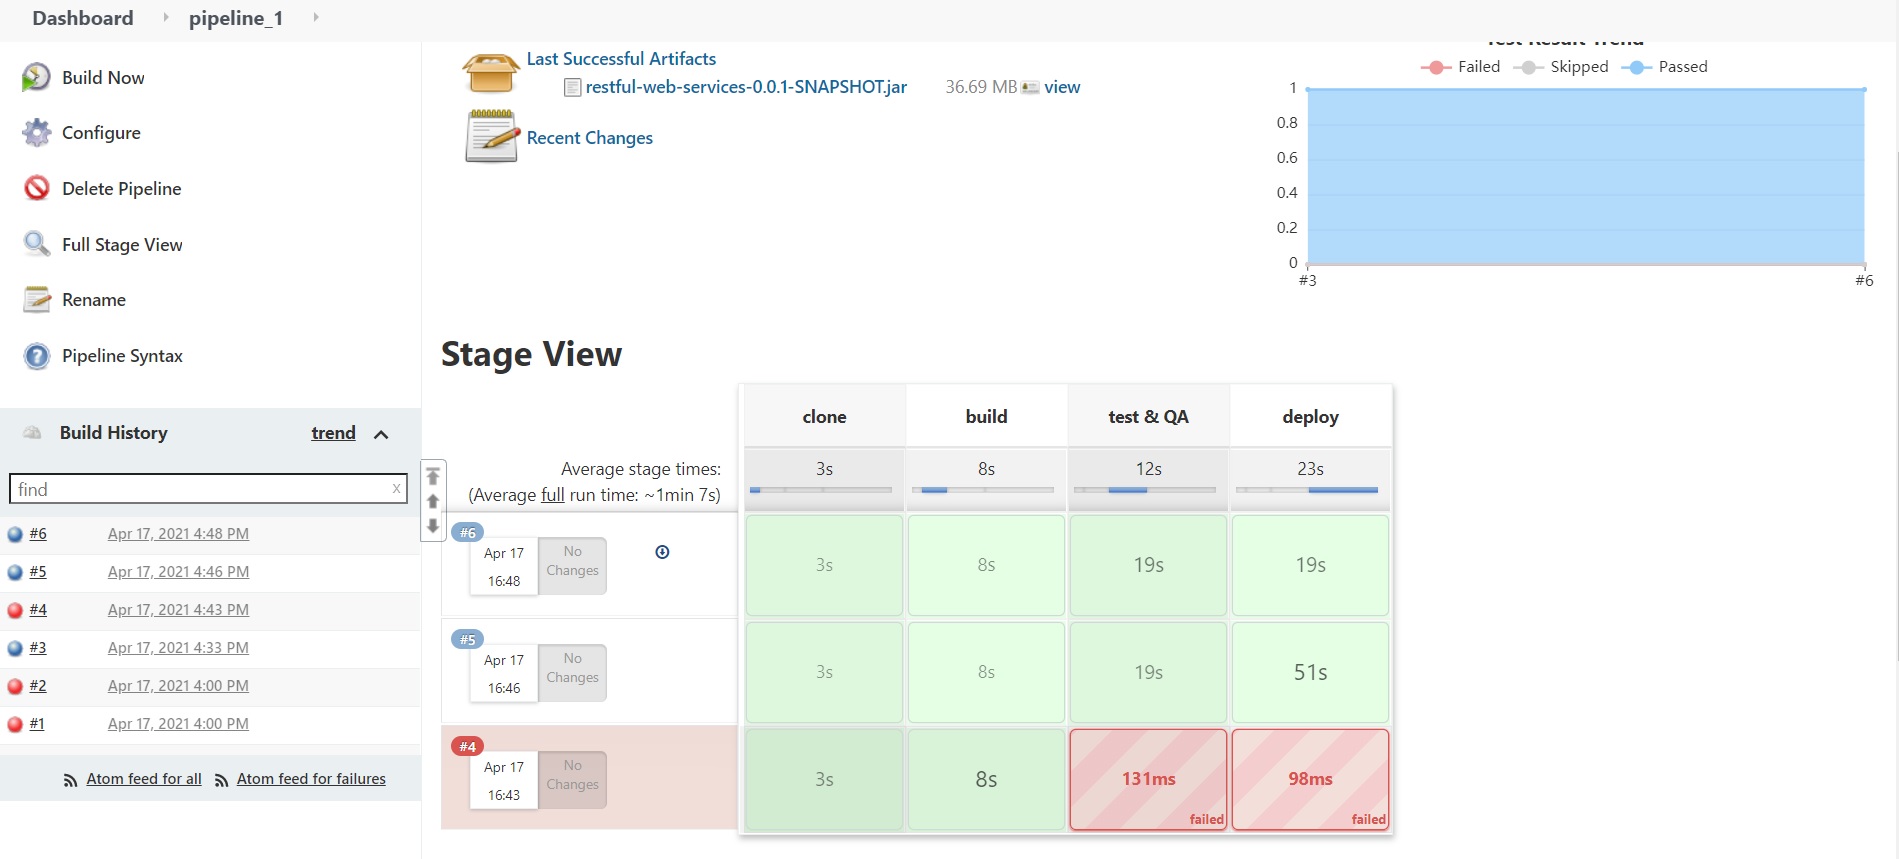 Dashboard pipeline_1
Build Now
Configure
Delete Pipeline
Full Stage View
Rename
Pipeline Syntax
Build History trend
find x
#6 Apr 17, 2021 4:48 PM
#5 Apr 17, 2021 4:46 PM
#4 Apr 17, 2021 4:43 PM
#3 Apr 17, 2021 4:33 PM
#2 Apr 17, 2021 4:00 PM
#1 Apr 17, 2021 4:00 PM
Atom feed for all Atom feed for failures
Last Successful Artifacts
restful-web-services-0.0.1-SNAPSHOT.jar 36.69 MB view
Recent Changes
Test Result Trend
Failed Skipped Passed
1
0.8
0.6
0.4
0.2
0
#3 #6
Stage View
clone build test & QA deploy
Average stage times: 3s 8s 12s 23s
(Average full run time: ~1min 7s)
#6
Apr 17 No
16:48 Changes
3s 8s 19s 19s
#5
Apr 17 No
16:46 Changes
3s 8s 19s 51s
#4
Apr 17 No
16:43 Changes
3s 8s 131ms 98ms
failed failed